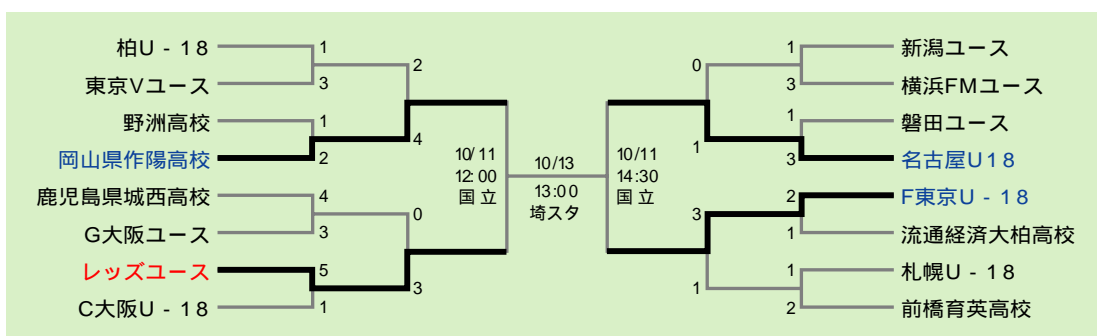 柏U - 18
1
2
東京Vユース
3
野洲高校
1
4
岡山県作陽高校
2
鹿児島県城西高校
4
0
G大阪ユース
3
レッズユース
5
3
C大阪U - 18
1
10/11
12:00
国立
10/13
13:00
埼スタ
10/11
14:30
国立
1
新潟ユース
0
3
横浜FMユース
1
磐田ユース
1
3
名古屋U18
2
F東京U - 18
3
1
流通経済大柏高校
1
札幌U - 18
1
2
前橋育英高校